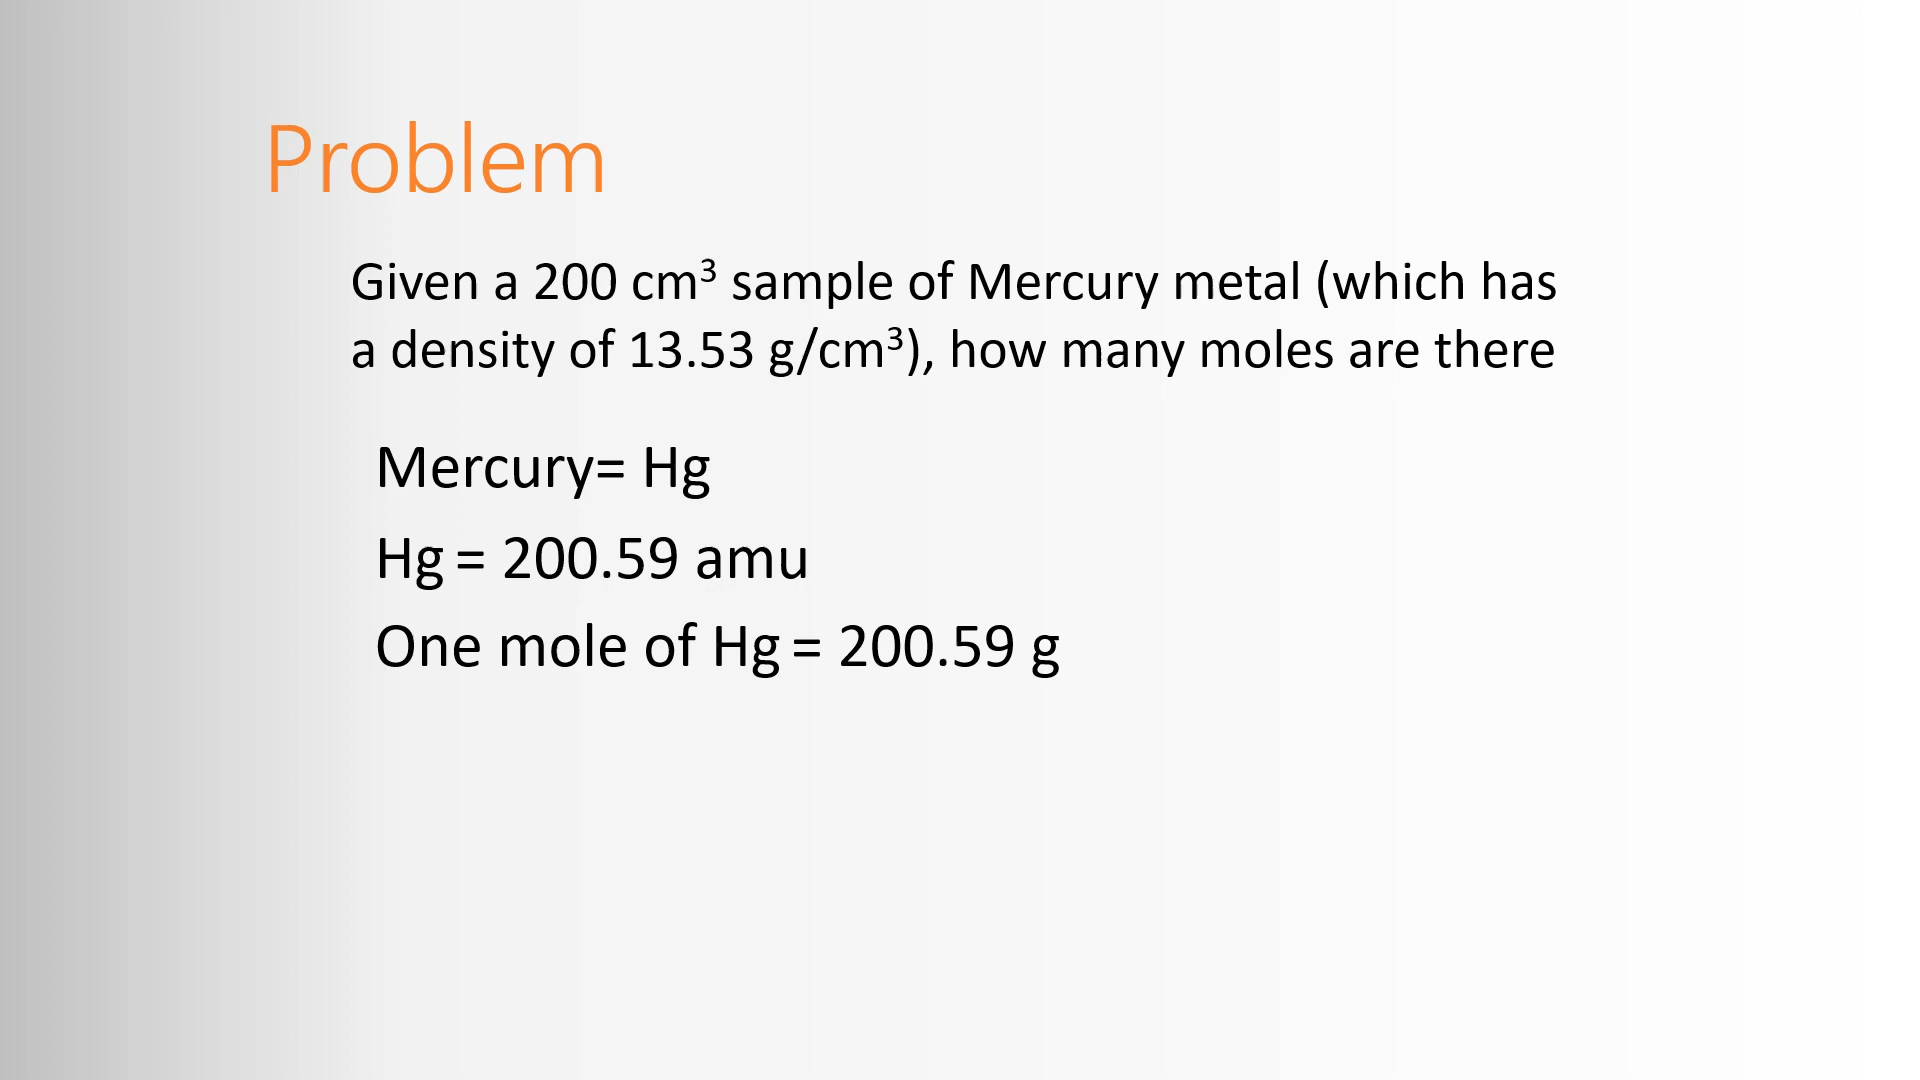 Problem
Given a 200 cm³ sample of Mercury metal (which has
a density of 13.53 g/cm³), how many moles are there
Mercury= Hg
Hg = 200.59 amu
One mole of Hg = 200.59 g